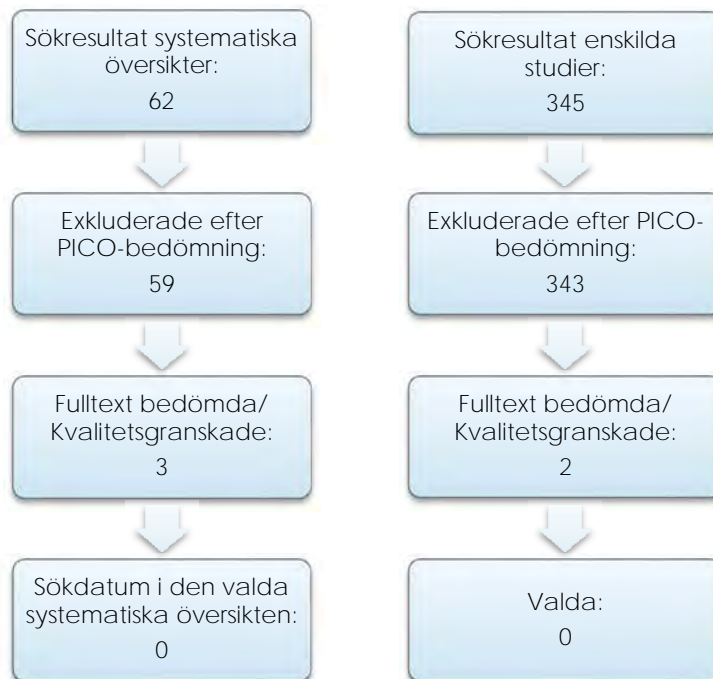 Sökresultat systematiska
översikter:
62
Exkluderade efter
PICO-bedömning:
59
Fulltext bedömda/
Kvalitetsgranskade:
3
Sökdatum i den valda
systematiska översikten:
0
Sökresultat enskilda
studier:
345
Exkluderade efter PICO-
bedömning:
343
Fulltext bedömda/
Kvalitetsgranskade:
2
Valda:
0